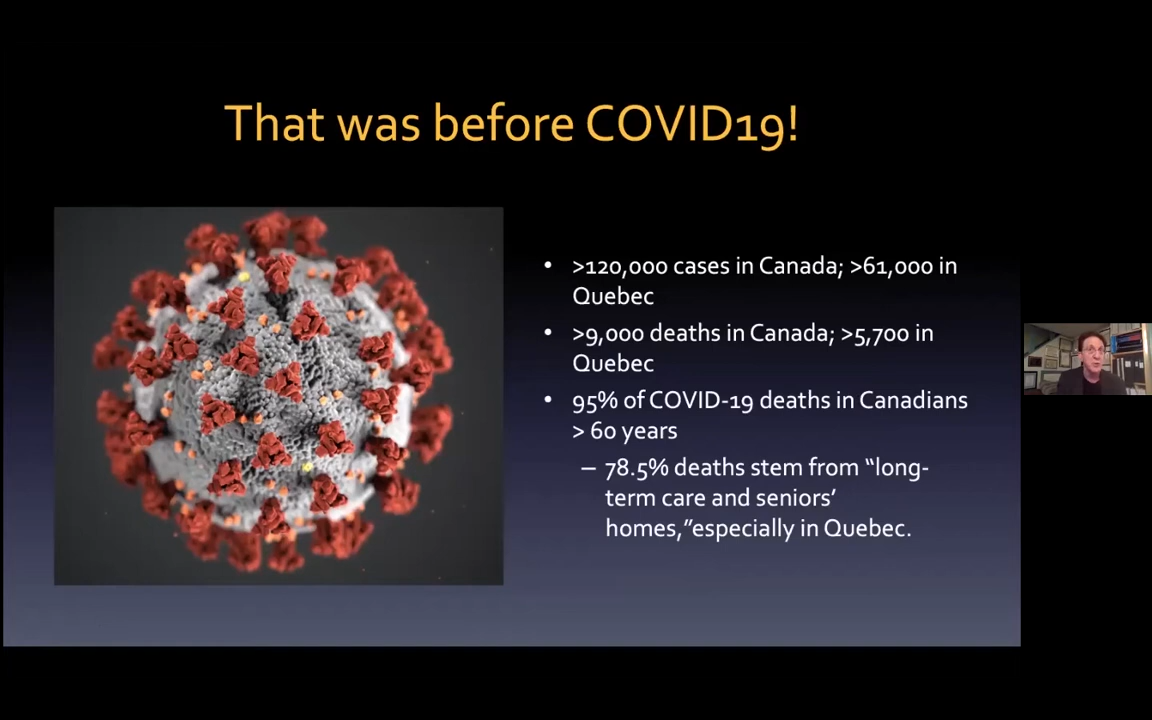 That was before COVID19!
• >120,000 cases in Canada; >61,000 in
Quebec
• >9,000 deaths in Canada; >5,700 in
Quebec
• 95% of COVID-19 deaths in Canadians
> 60 years
– 78.5% deaths stem from “long-
term care and seniors’
homes,”especially in Quebec.